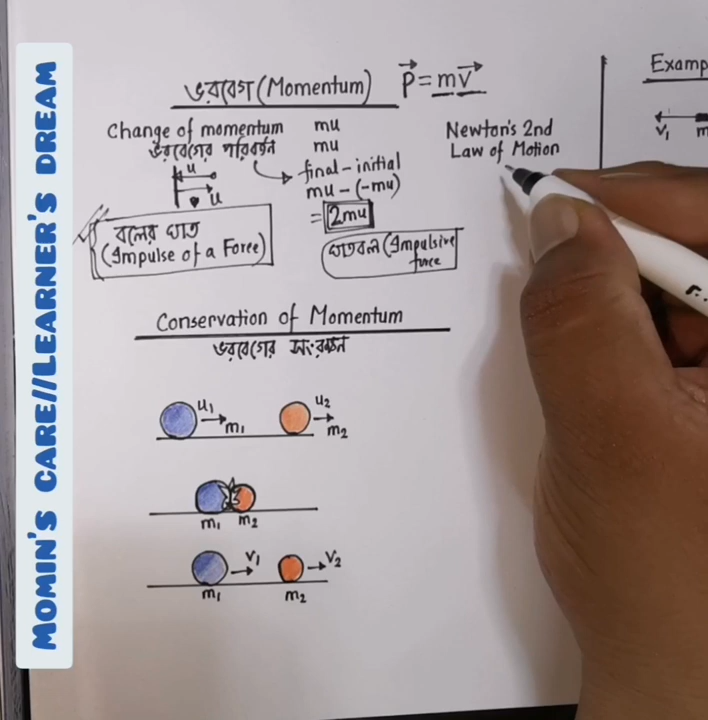 MOMIN'S CARE//LEARNER'S DREAM
ভরবেগ (Momentum) P = mv
Change of momentum
ভরবেগের পরিবর্তন
mu
mu
final - initial
mu - (-mu)
= 2mu
u
u
বলের ঘাত
(Impulse of a Force)
ঘাতবল (Impulsive
force
Newton's 2nd
Law of Motion
Examp
v₁ m
Conservation of Momentum
ভরবেগের সংরক্ষণ
u₁ u₂
m₁ m₂
m₁ m₂
v₁ v₂
m₁ m₂